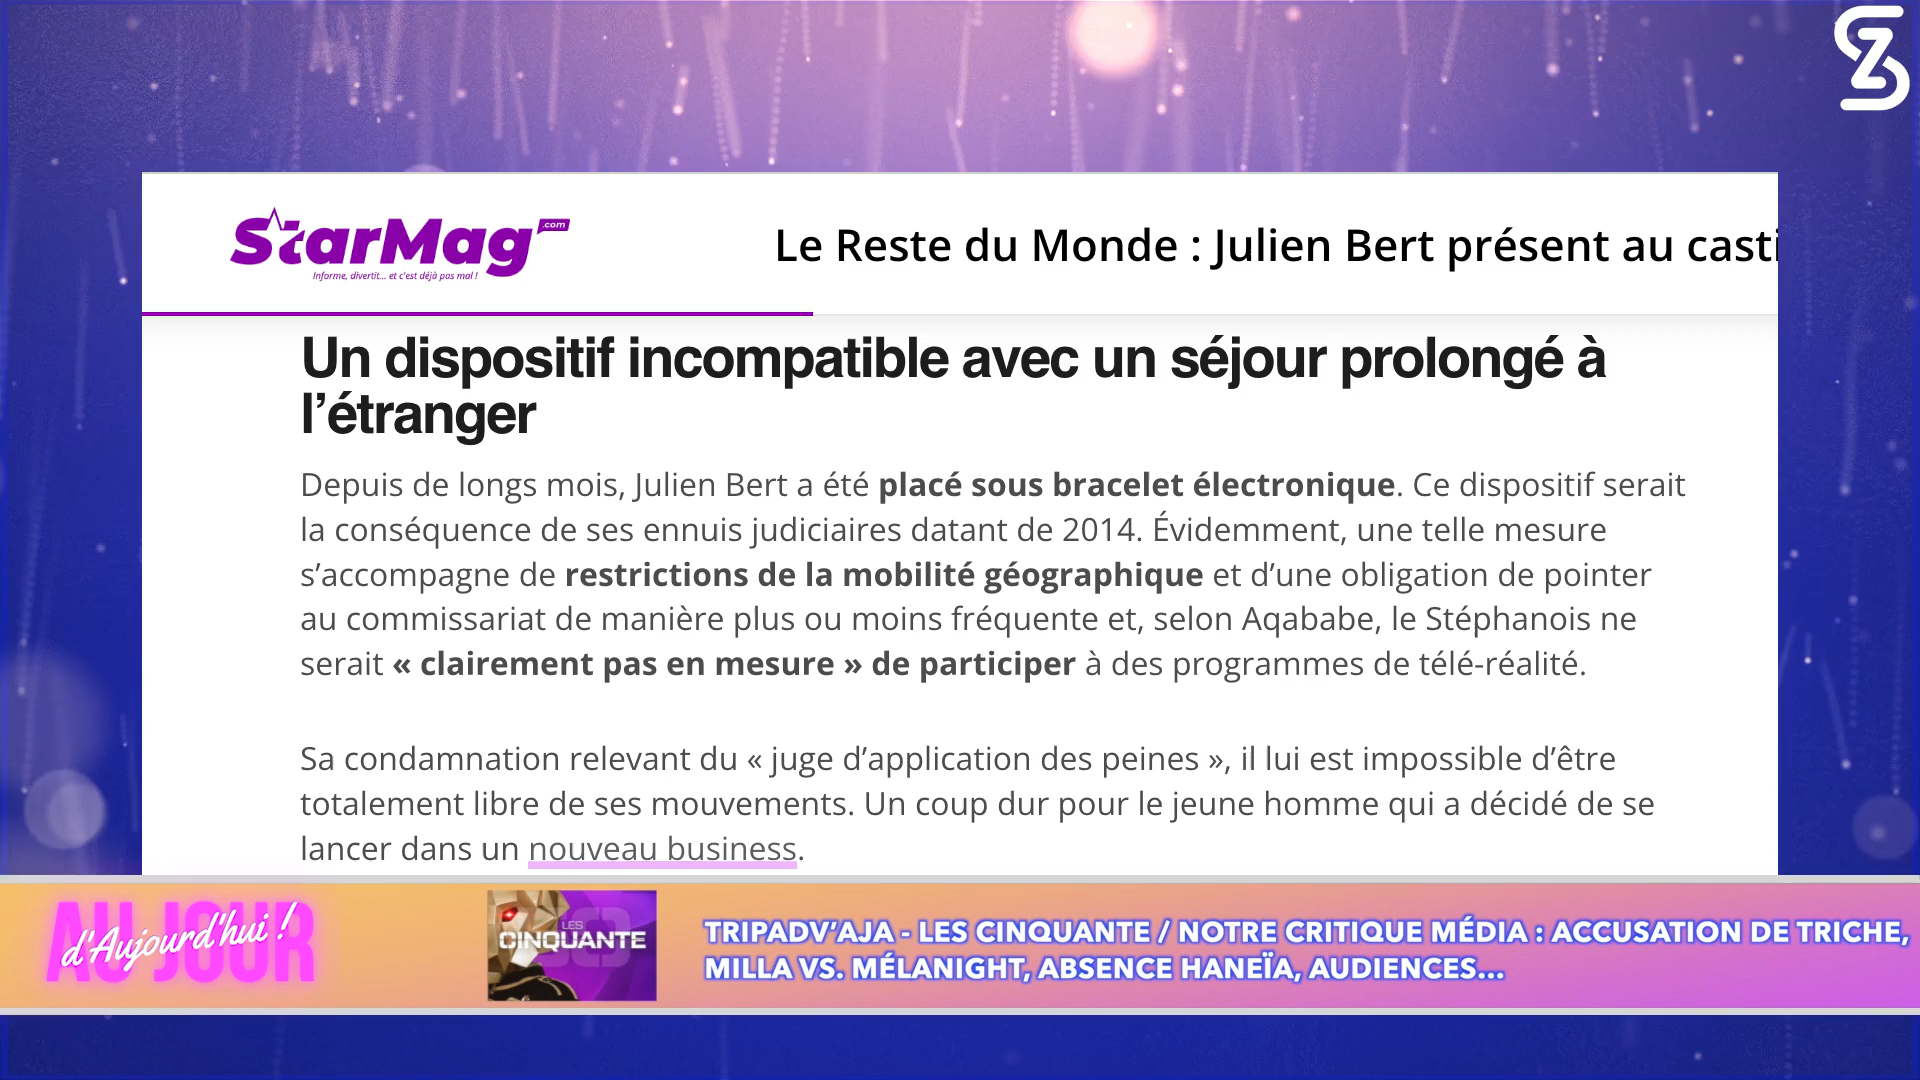 SZ
StarMag
.com
Informe, divertit... et c'est déjà pas mal !
Le Reste du Monde : Julien Bert présent au casti
Un dispositif incompatible avec un séjour prolongé à
l’étranger
Depuis de longs mois, Julien Bert a été placé sous bracelet électronique. Ce dispositif serait
la conséquence de ses ennuis judiciaires datant de 2014. Évidemment, une telle mesure
s’accompagne de restrictions de la mobilité géographique et d’une obligation de pointer
au commissariat de manière plus ou moins fréquente et, selon Aqababe, le Stéphanois ne
serait « clairement pas en mesure » de participer à des programmes de télé-réalité.
Sa condamnation relevant du « juge d’application des peines », il lui est impossible d’être
totalement libre de ses mouvements. Un coup dur pour le jeune homme qui a décidé de se
lancer dans un nouveau business.
AU JOUR
d'Aujourd'hui !
LES
CINQUANTE
TRIPADV’AJA - LES CINQUANTE / NOTRE CRITIQUE MÉDIA : ACCUSATION DE TRICHE,
MILLA VS. MÉLANIGHT, ABSENCE HANEÏA, AUDIENCES...